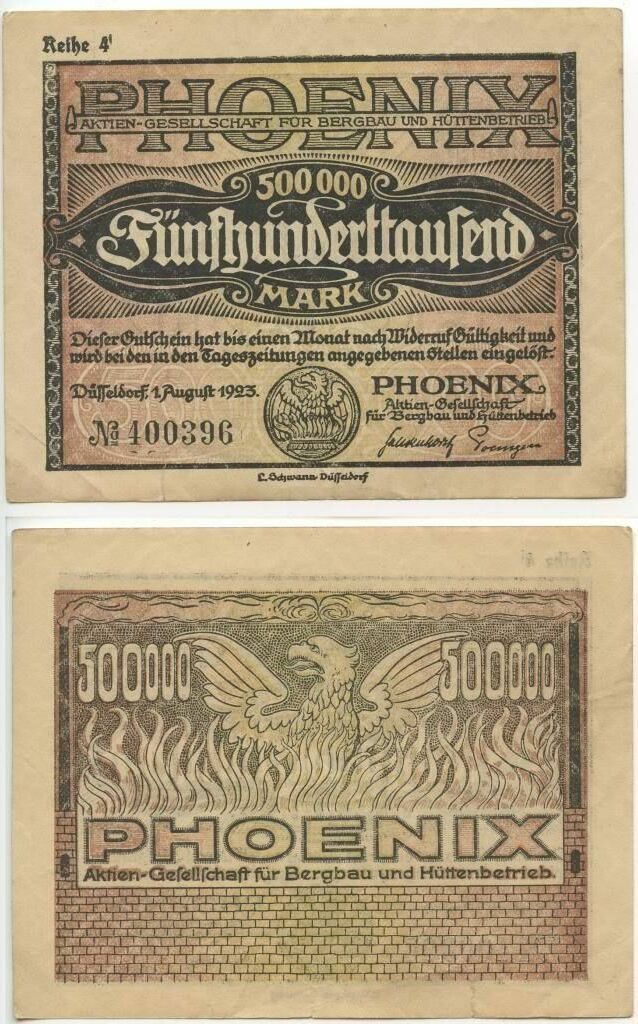 Reihe 4¹
PHOENIX
AKTIEN-GESELLSCHAFT FÜR BERGBAU UND HÜTTENBETRIEB
500 000
Fünfhunderttausend
MARK
Dieser Gutschein hat bis einen Monat nach Widerruf Gültigkeit und
wird bei den in den Tageszeitungen angegebenen Stellen eingelöst.
Düsseldorf, 1. August 1923.
PHOENIX
Aktien-Gesellschaft
für Bergbau und Hüttenbetrieb
No 400396
L. Schwann Düsseldorf
500000
500000
PHOENIX
Aktien-Gesellschaft für Bergbau und Hüttenbetrieb.